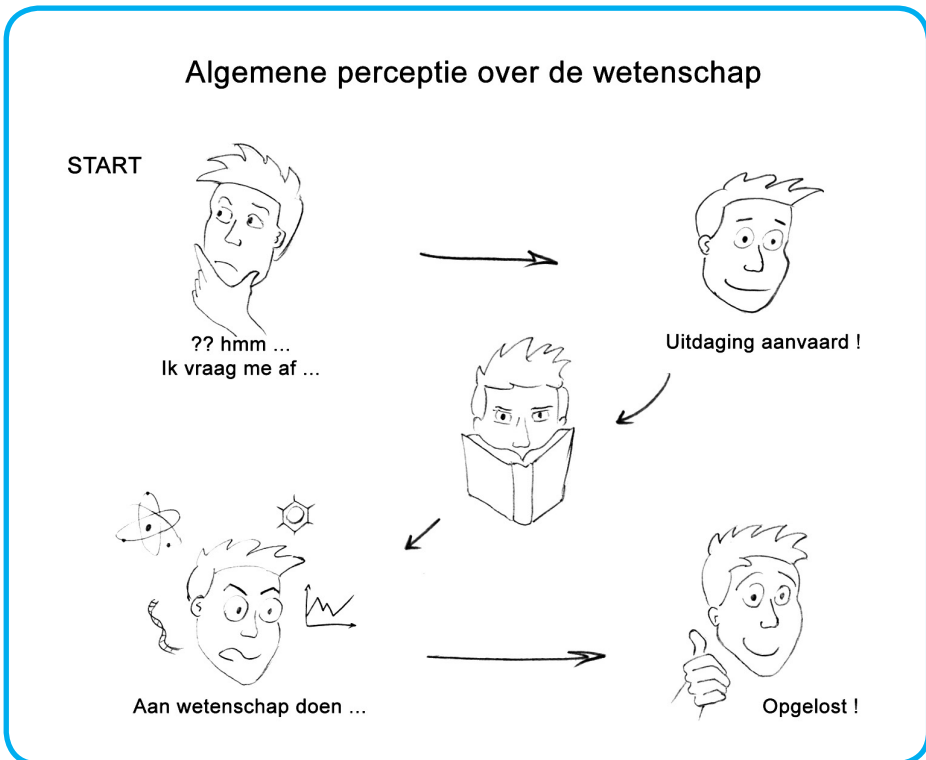 Algemene perceptie over de wetenschap
START
?? hmm ...
Ik vraag me af ...
Uitdaging aanvaard !
Aan wetenschap doen ...
Opgelost !